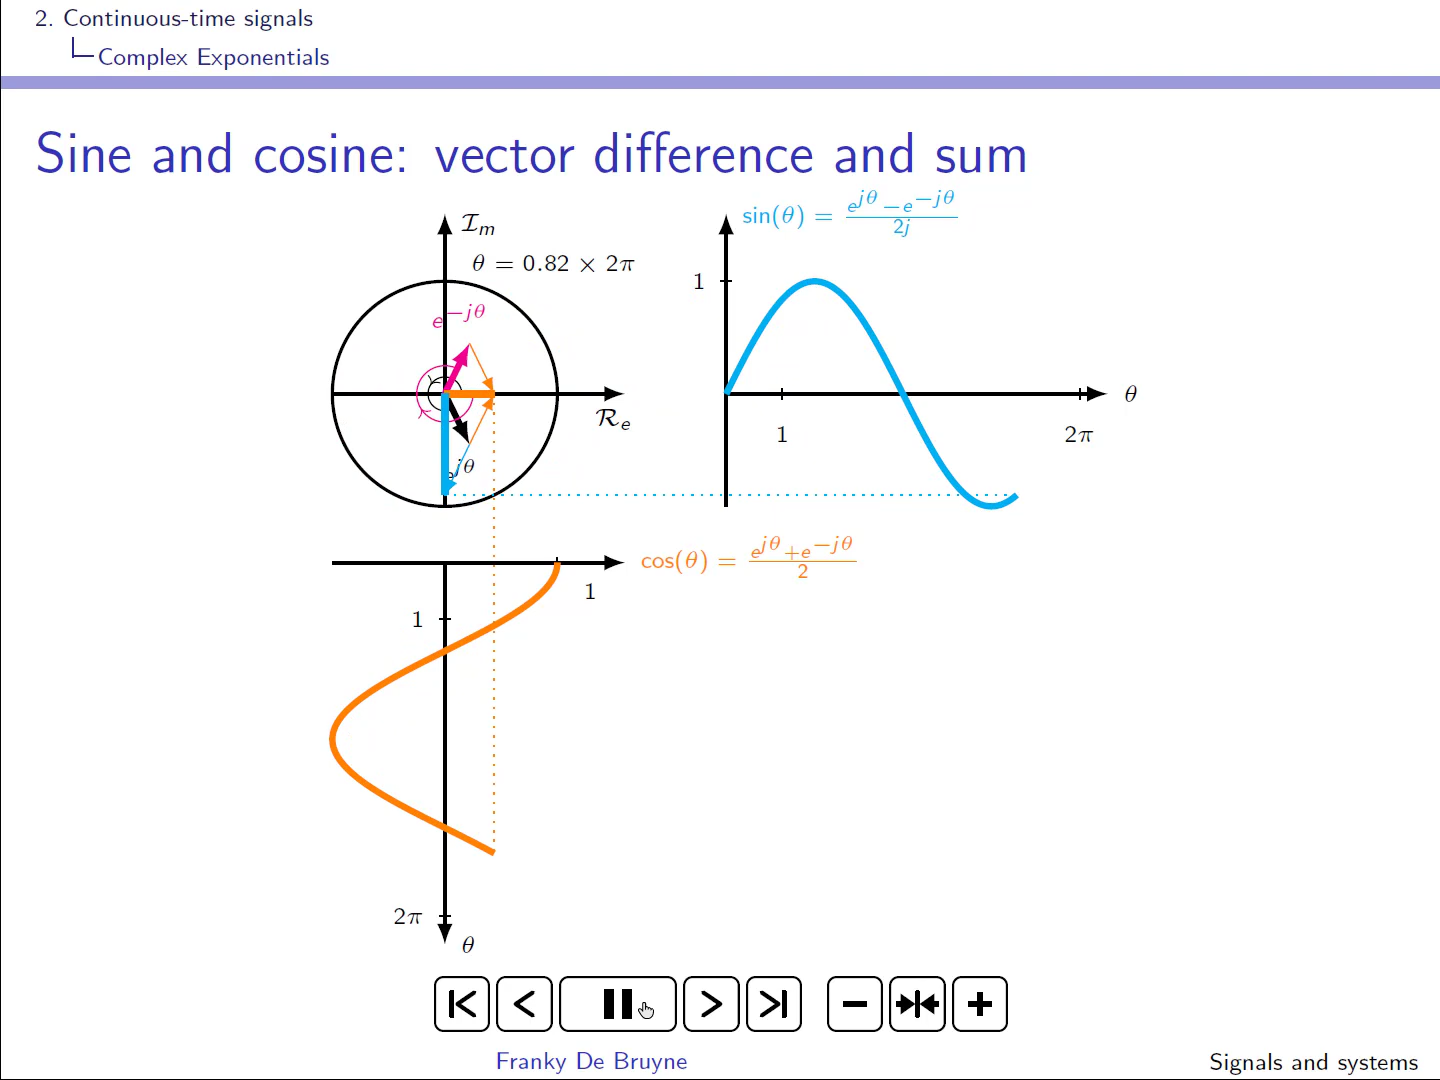 2. Continuous-time signals
Complex Exponentials
Sine and cosine: vector difference and sum
sin(θ) = (e^{jθ} − e^{−jθ}) / 2j
ℐₘ
θ = 0.82 × 2π
1
e^{−jθ}
θ
ℛₑ
1
2π
e^{jθ}
cos(θ) = (e^{jθ} + e^{−jθ}) / 2
1
1
2π
θ
Franky De Bruyne
Signals and systems